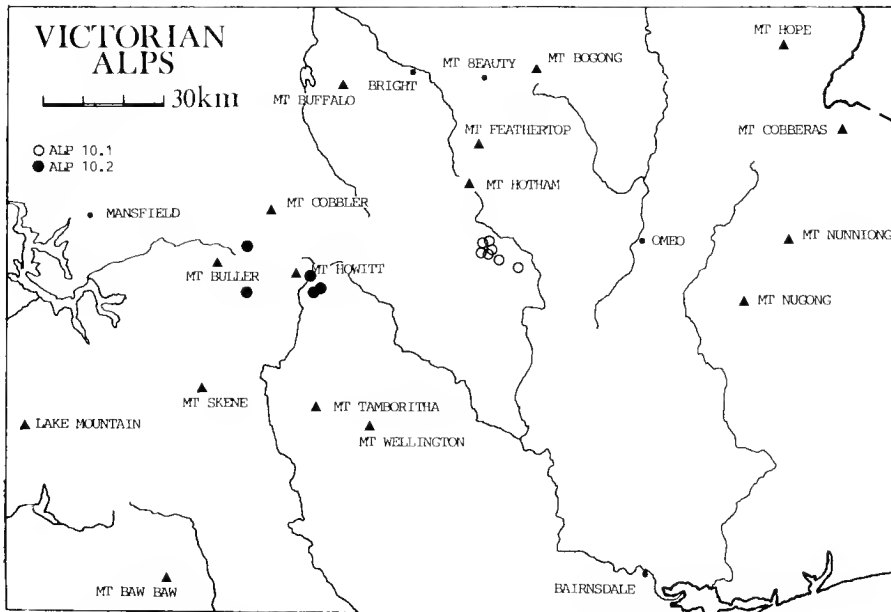 VICTORIAN
ALPS
30km
ALP 10.1
ALP 10.2
MT HOPE
MT BEAUTY
MT BOGONG
BRIGHT
MT BUFFALO
MT COBBERAS
MT FEATHERTOP
MT HOTHAM
MT COBBLER
MANSFIELD
OMEO
MT NUNNIONG
MT BULLER
MT HOWITT
MT NUGONG
MT SKENE
MT TAMBORITHA
LAKE MOUNTAIN
MT WELLINGTON
MT BAW BAW
BAIRNSDALE